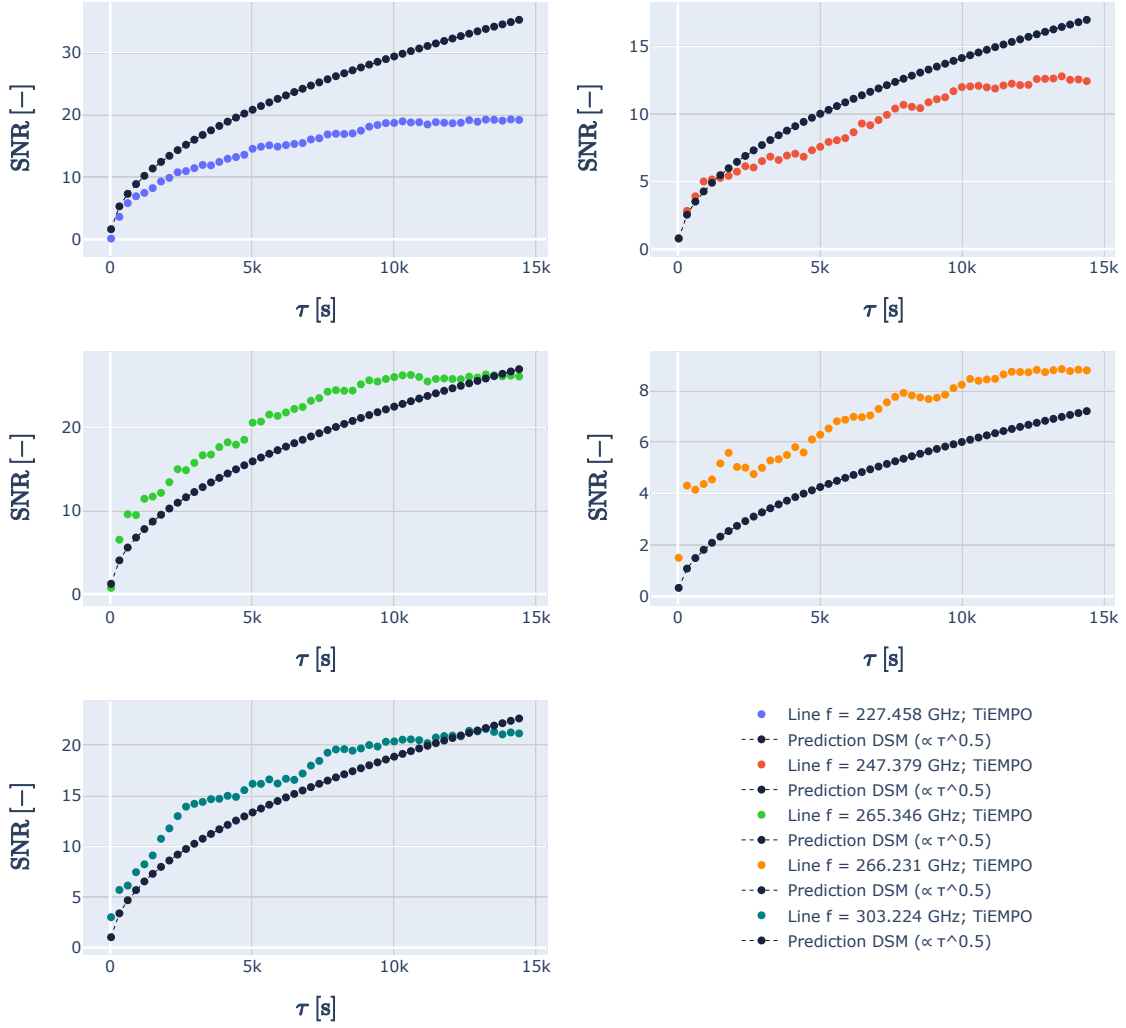 30
20
10
0
SNR [−]
0
5k
10k
15k
τ [s]
15
10
5
0
SNR [−]
0
5k
10k
15k
τ [s]
20
10
0
SNR [−]
0
5k
10k
15k
τ [s]
8
6
4
2
0
SNR [−]
0
5k
10k
15k
τ [s]
20
15
10
5
0
SNR [−]
0
5k
10k
15k
τ [s]
Line f = 227.458 GHz; TiEMPO
Prediction DSM (∝ τ^0.5)
Line f = 247.379 GHz; TiEMPO
Prediction DSM (∝ τ^0.5)
Line f = 265.346 GHz; TiEMPO
Prediction DSM (∝ τ^0.5)
Line f = 266.231 GHz; TiEMPO
Prediction DSM (∝ τ^0.5)
Line f = 303.224 GHz; TiEMPO
Prediction DSM (∝ τ^0.5)